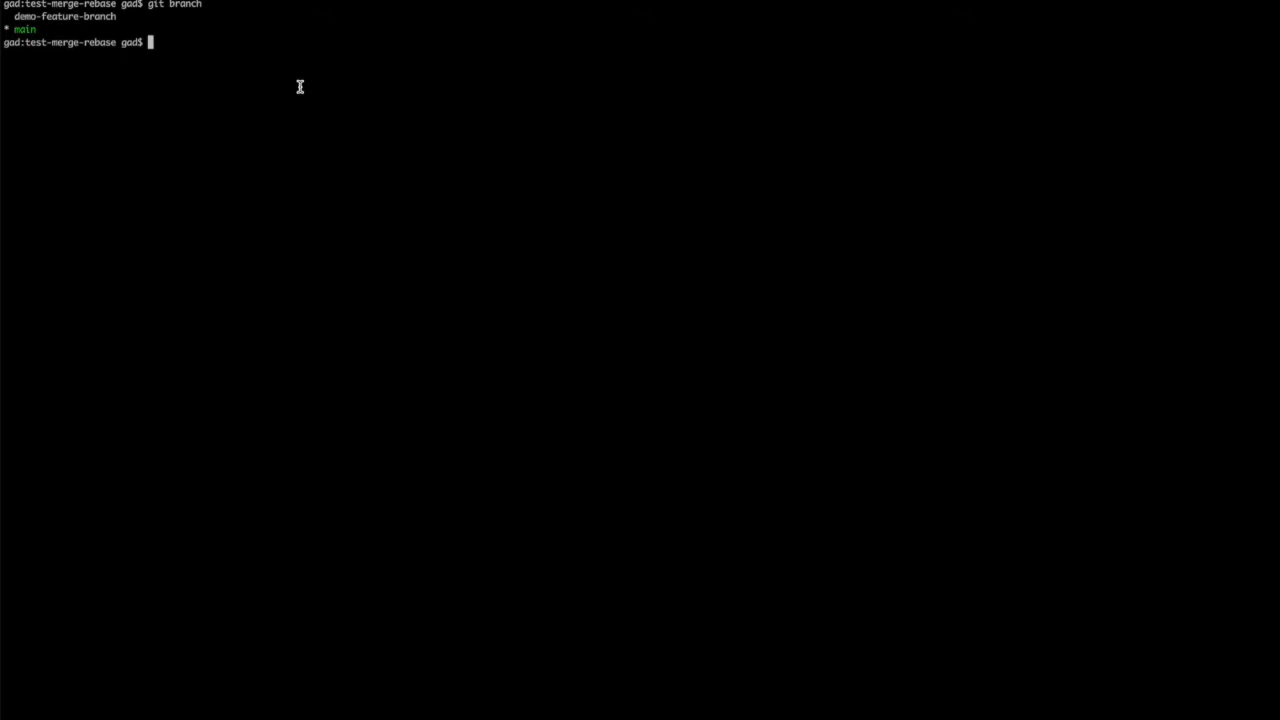 gad:test-merge-rebase gad$ git branch
  demo-feature-branch
* main
gad:test-merge-rebase gad$